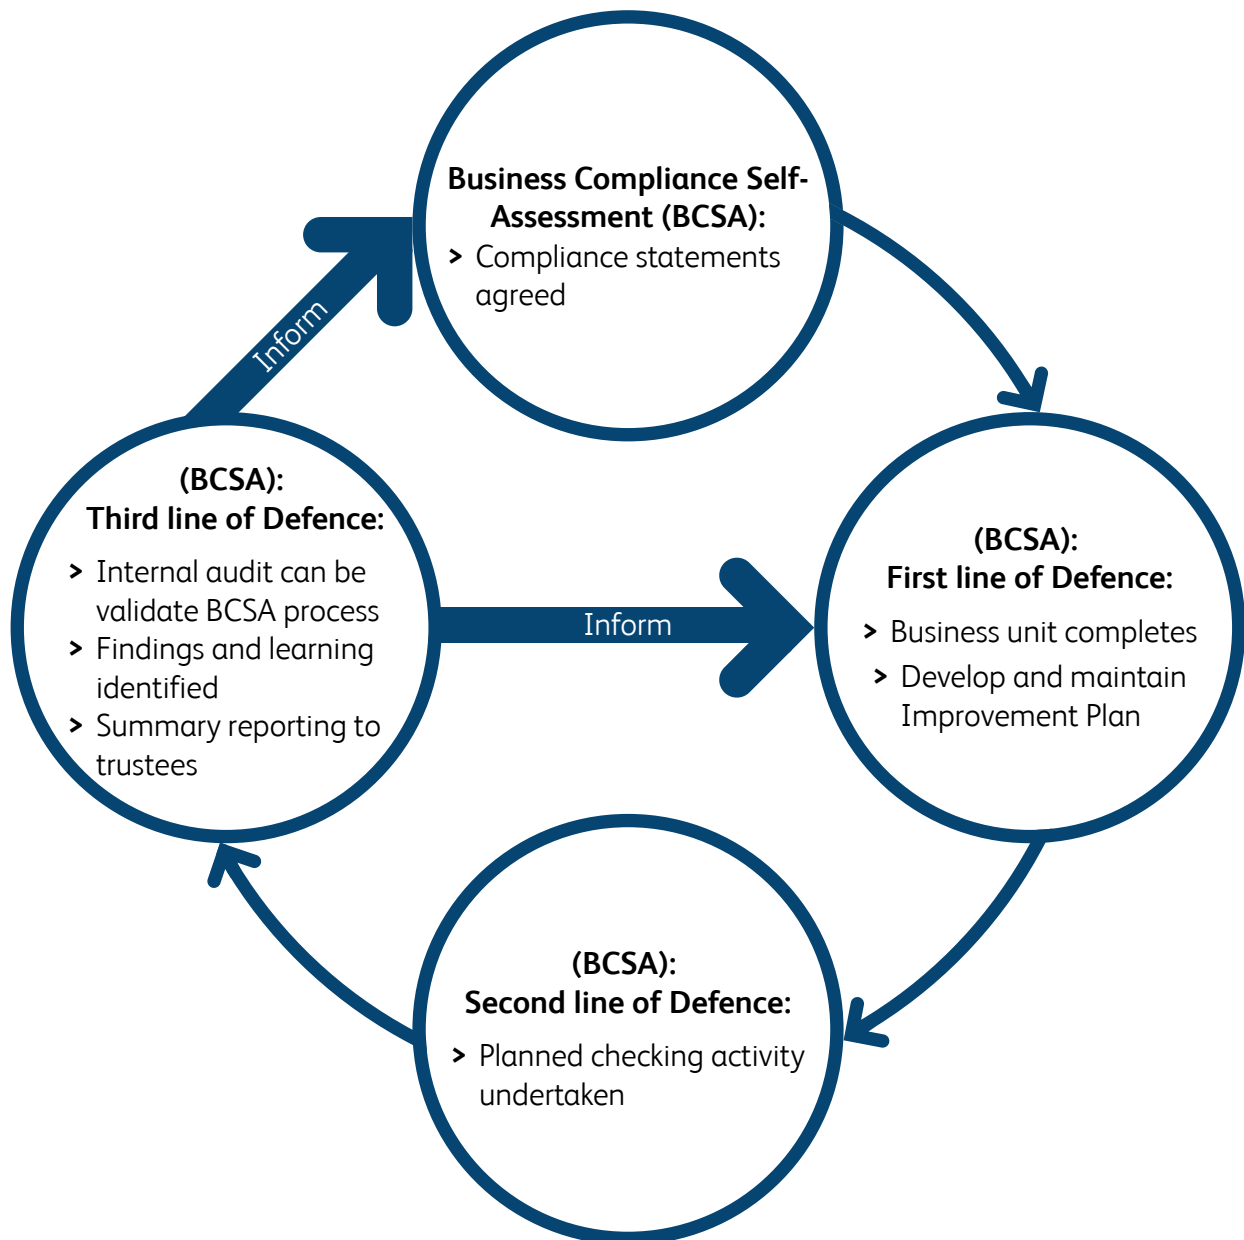 Business Compliance Self-
Assessment (BCSA):
> Compliance statements
agreed
Inform
(BCSA):
Third line of Defence:
> Internal audit can be
validate BCSA process
> Findings and learning
identified
> Summary reporting to
trustees
Inform
(BCSA):
First line of Defence:
> Business unit completes
> Develop and maintain
Improvement Plan
(BCSA):
Second line of Defence:
> Planned checking activity
undertaken